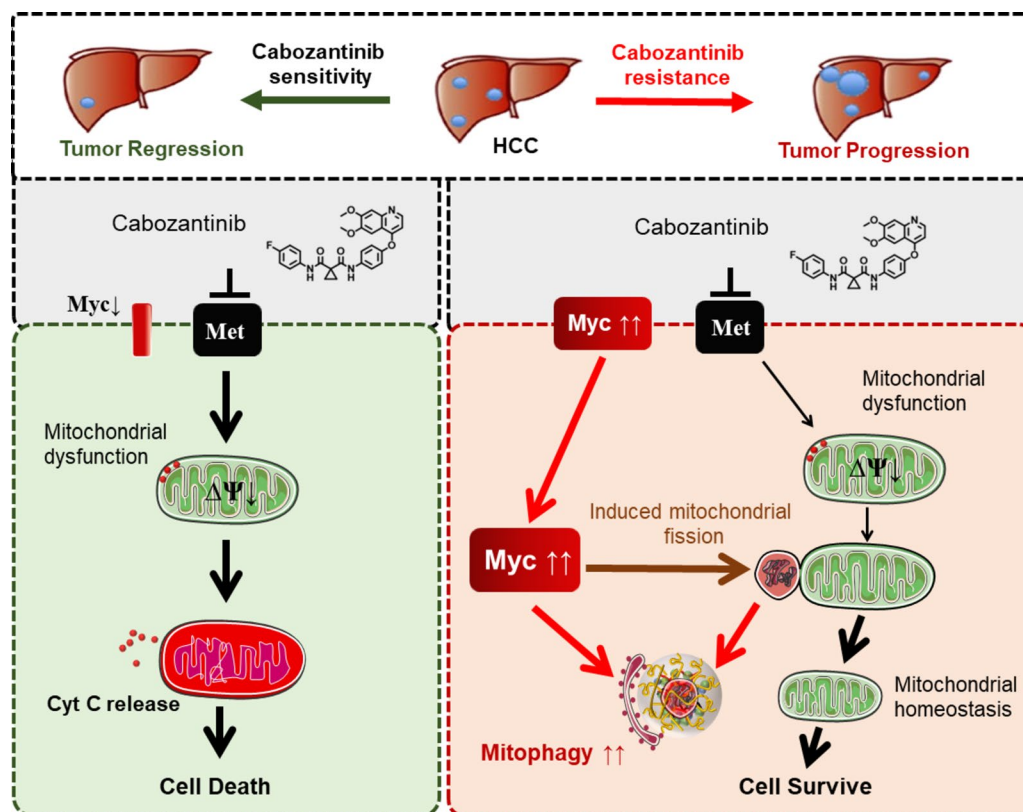 Cabozantinib
sensitivity
Cabozantinib
resistance
Tumor Regression
HCC
Tumor Progression
Cabozantinib
F
O
O
N
H
N
H
O
O
O
N
Myc↓
Met
Mitochondrial
dysfunction
ΔΨ↓
Cyt C release
Cell Death
Cabozantinib
F
O
O
N
H
N
H
O
O
O
N
Myc ↑↑
Met
Mitochondrial
dysfunction
ΔΨ↓
Induced mitochondrial
fission
Myc ↑↑
Mitochondrial
homeostasis
Mitophagy ↑↑
Cell Survive